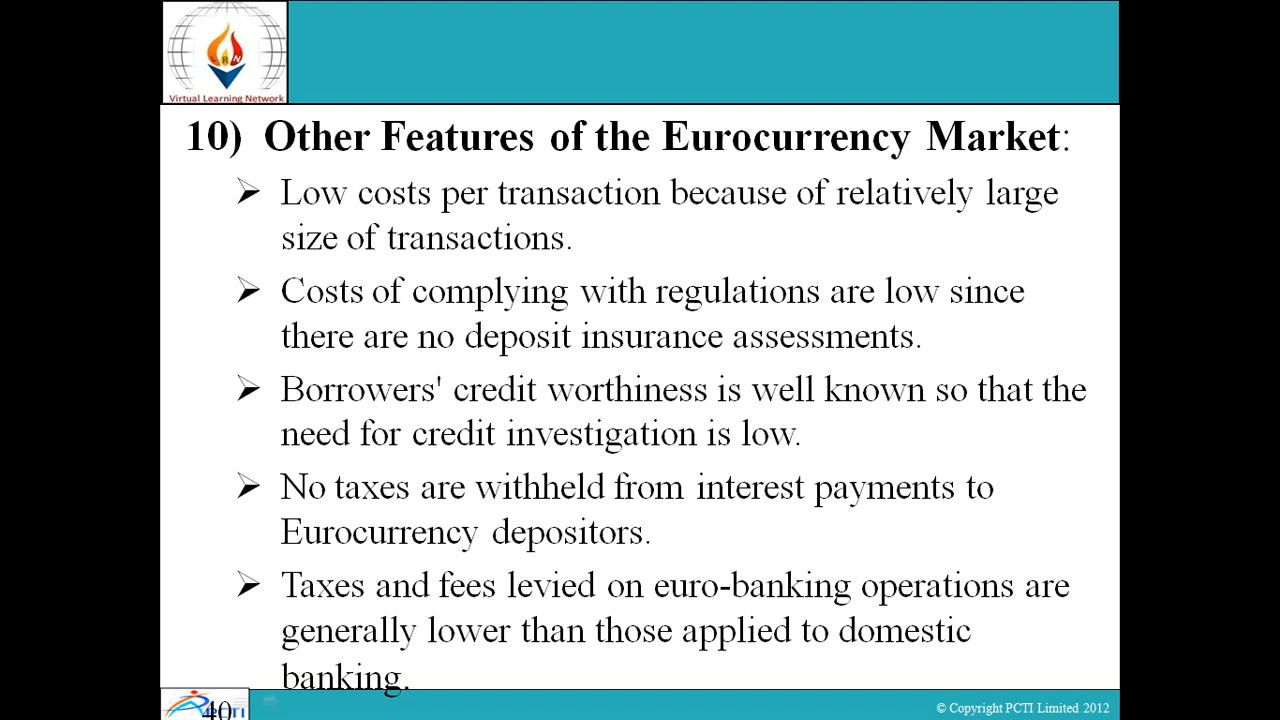 Virtual Learning Network
10) Other Features of the Eurocurrency Market:
➢ Low costs per transaction because of relatively large
size of transactions.
➢ Costs of complying with regulations are low since
there are no deposit insurance assessments.
➢ Borrowers' credit worthiness is well known so that the
need for credit investigation is low.
➢ No taxes are withheld from interest payments to
Eurocurrency depositors.
➢ Taxes and fees levied on euro-banking operations are
generally lower than those applied to domestic
banking.
40
PCTI
© Copyright PCTI Limited 2012